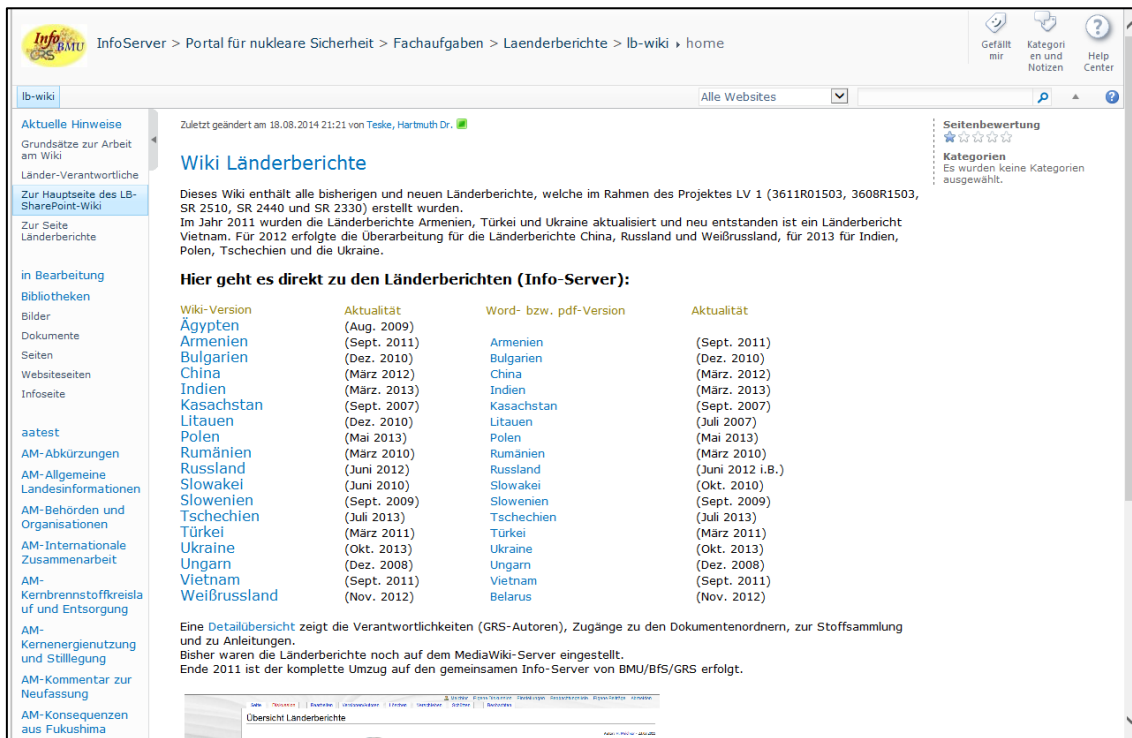 Info BMU GRS
InfoServer > Portal für nukleare Sicherheit > Fachaufgaben > Laenderberichte > lb-wiki › home
Gefällt mir
Kategori en und Notizen
Help Center
lb-wiki
Alle Websites
Aktuelle Hinweise
Grundsätze zur Arbeit
am Wiki
Länder-Verantwortliche
Zur Hauptseite des LB-
SharePoint-Wiki
Zur Seite
Länderberichte
in Bearbeitung
Bibliotheken
Bilder
Dokumente
Seiten
Websiteseiten
Infoseite
aatest
AM-Abkürzungen
AM-Allgemeine
Landesinformationen
AM-Behörden und
Organisationen
AM-Internationale
Zusammenarbeit
AM-
Kernbrennstoffkreisla
uf und Entsorgung
AM-
Kernenergienutzung
und Stilllegung
AM-Kommentar zur
Neufassung
AM-Konsequenzen
aus Fukushima
Zuletzt geändert am 18.08.2014 21:21 von Teske, Hartmuth Dr.
Wiki Länderberichte
Dieses Wiki enthält alle bisherigen und neuen Länderberichte, welche im Rahmen des Projektes LV 1 (3611R01503, 3608R1503,
SR 2510, SR 2440 und SR 2330) erstellt wurden.
Im Jahr 2011 wurden die Länderberichte Armenien, Türkei und Ukraine aktualisiert und neu entstanden ist ein Länderbericht
Vietnam. Für 2012 erfolgte die Überarbeitung für die Länderberichte China, Russland und Weißrussland, für 2013 für Indien,
Polen, Tschechien und die Ukraine.
Hier geht es direkt zu den Länderberichten (Info-Server):
Wiki-Version Aktualität Word- bzw. pdf-Version Aktualität
Ägypten (Aug. 2009)
Armenien (Sept. 2011) Armenien (Sept. 2011)
Bulgarien (Dez. 2010) Bulgarien (Dez. 2010)
China (März 2012) China (März. 2012)
Indien (März. 2013) Indien (März. 2013)
Kasachstan (Sept. 2007) Kasachstan (Sept. 2007)
Litauen (Dez. 2010) Litauen (Juli 2007)
Polen (Mai 2013) Polen (Mai 2013)
Rumänien (März 2010) Rumänien (März 2010)
Russland (Juni 2012) Russland (Juni 2012 i.B.)
Slowakei (Juni 2010) Slowakei (Okt. 2010)
Slowenien (Sept. 2009) Slowenien (Sept. 2009)
Tschechien (Juli 2013) Tschechien (Juli 2013)
Türkei (März 2011) Türkei (März 2011)
Ukraine (Okt. 2013) Ukraine (Okt. 2013)
Ungarn (Dez. 2008) Ungarn (Dez. 2008)
Vietnam (Sept. 2011) Vietnam (Sept. 2011)
Weißrussland (Nov. 2012) Belarus (Nov. 2012)
Eine Detailübersicht zeigt die Verantwortlichkeiten (GRS-Autoren), Zugänge zu den Dokumentenordnern, zur Stoffsammlung
und zu Anleitungen.
Bisher waren die Länderberichte noch auf dem MediaWiki-Server eingestellt.
Ende 2011 ist der komplette Umzug auf den gemeinsamen Info-Server von BMU/BfS/GRS erfolgt.
Übersicht Länderberichte
Seitenbewertung
Kategorien
Es wurden keine Kategorien
ausgewählt.